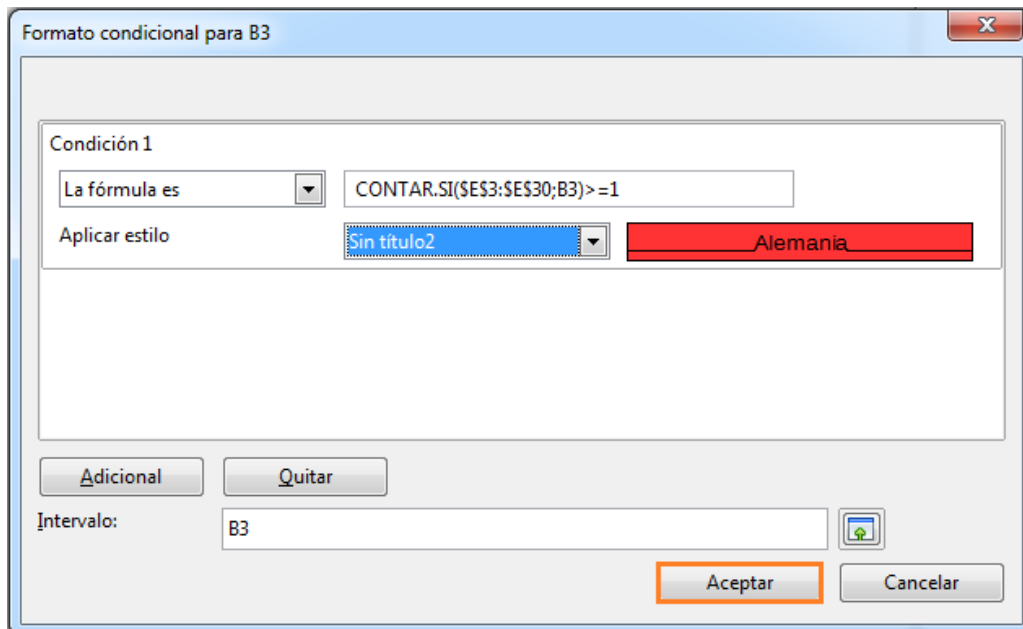 Formato condicional para B3
Condición 1
La fórmula es
CONTAR.SI($E$3:$E$30;B3)>=1
Aplicar estilo
Sin título2
Alemania
Adicional
Quitar
Intervalo:
B3
Aceptar
Cancelar